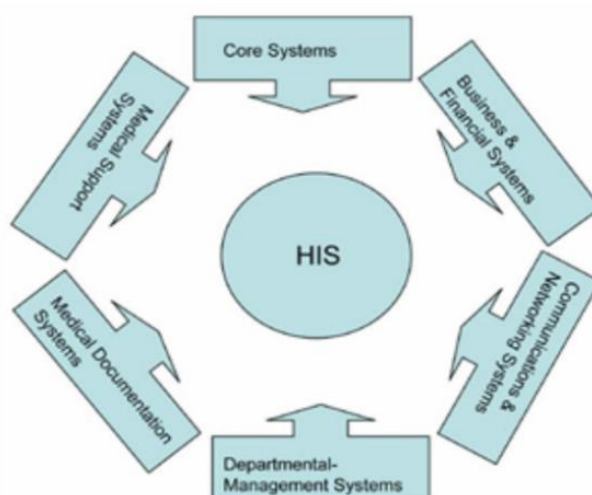 Core Systems
Business &
Financial Systems
Communications &
Networking Systems
Departmental-
Management Systems
Medical Documentation
Systems
Medical Support
Systems
HIS